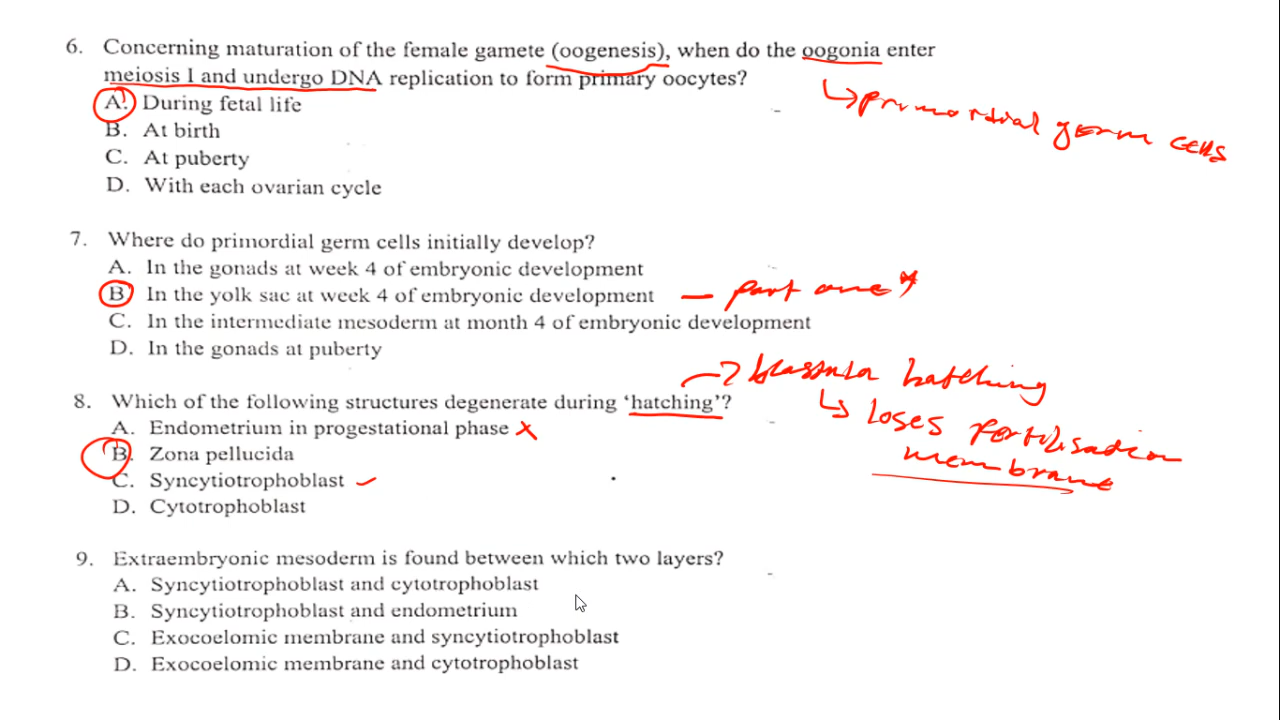 6. Concerning maturation of the female gamete (oogenesis), when do the oogonia enter
meiosis I and undergo DNA replication to form primary oocytes?
A. During fetal life
B. At birth
C. At puberty
D. With each ovarian cycle
primordial germ cells
7. Where do primordial germ cells initially develop?
A. In the gonads at week 4 of embryonic development
B. In the yolk sac at week 4 of embryonic development
part one *
C. In the intermediate mesoderm at month 4 of embryonic development
D. In the gonads at puberty
hatching
8. Which of the following structures degenerate during ‘hatching’?
loses fertilisation
membrane
A. Endometrium in progestational phase
B. Zona pellucida
C. Syncytiotrophoblast
D. Cytotrophoblast
9. Extraembryonic mesoderm is found between which two layers?
A. Syncytiotrophoblast and cytotrophoblast
B. Syncytiotrophoblast and endometrium
C. Exocoelomic membrane and syncytiotrophoblast
D. Exocoelomic membrane and cytotrophoblast